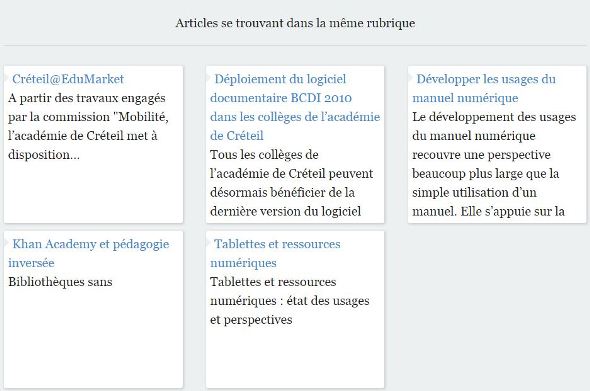 Articles se trouvant dans la même rubrique
Créteil@EduMarket
A partir des travaux engagés
par la commission "Mobilité,
l’académie de Créteil met à
disposition...
Déploiement du logiciel
documentaire BCDI 2010
dans les collèges de l’académie
de Créteil
Tous les collèges de
l’académie de Créteil peuvent
désormais bénéficier de la
dernière version du logiciel
Développer les usages du
manuel numérique
Le développement des usages
du manuel numérique
recouvre une perspective
beaucoup plus large que la
simple utilisation d’un
manuel. Elle s’appuie sur la
Khan Academy et pédagogie
inversée
Bibliothèques sans
Tablettes et ressources
numériques
Tablettes et ressources
numériques : état des usages
et perspectives